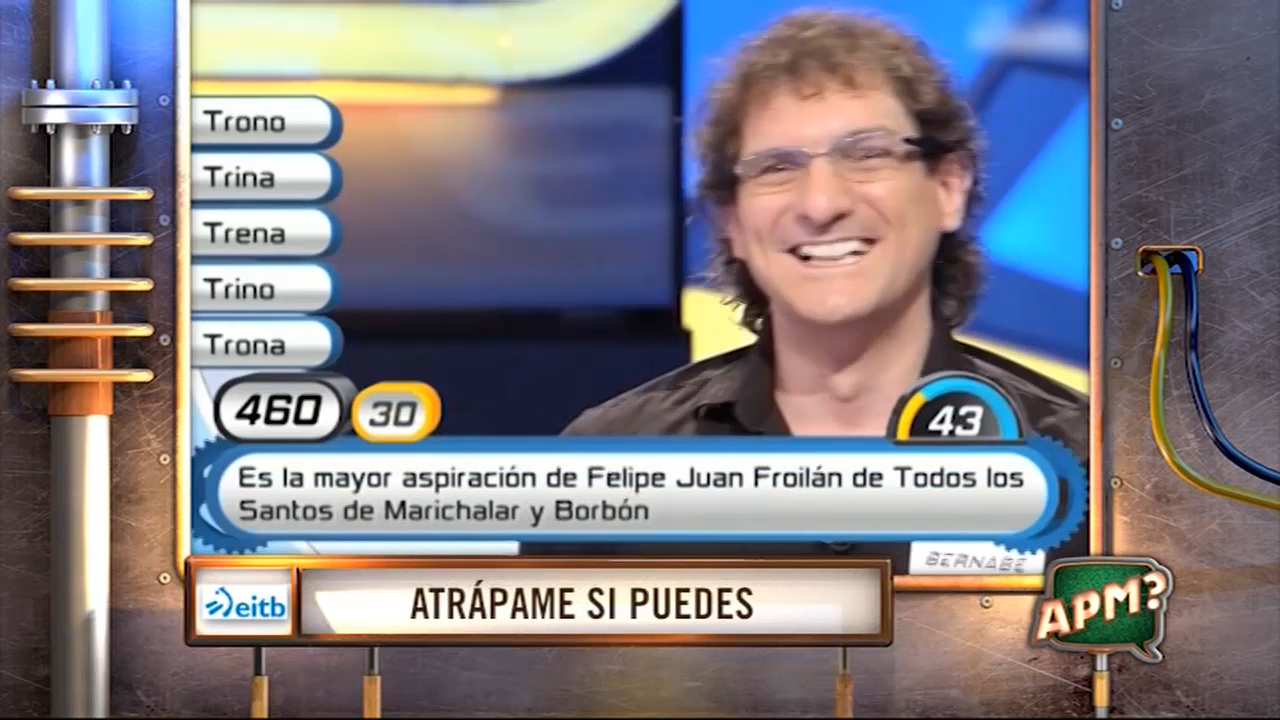 Trono
Trina
Trena
Trino
Trona
460
30
43
Es la mayor aspiración de Felipe Juan Froilán de Todos los
Santos de Marichalar y Borbón
BERNABE
eitb
ATRÁPAME SI PUEDES
APM?